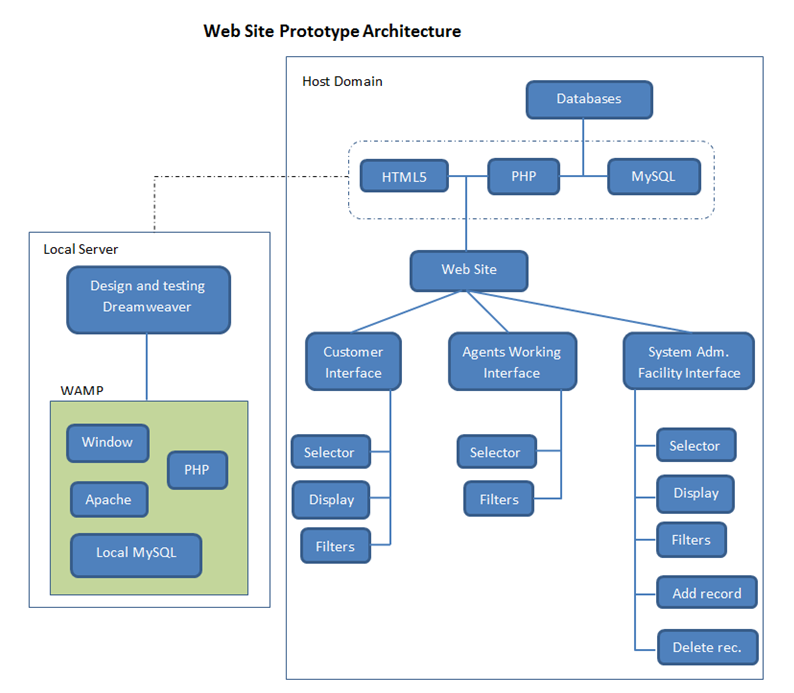 Web Site Prototype Architecture
Host Domain
Databases
HTML5
PHP
MySQL
Web Site
Local Server
Design and testing
Dreamweaver
WAMP
Window
PHP
Apache
Local MySQL
Customer
Interface
Selector
Display
Filters
Agents Working
Interface
Selector
Filters
System Adm.
Facility Interface
Selector
Display
Filters
Add record
Delete rec.